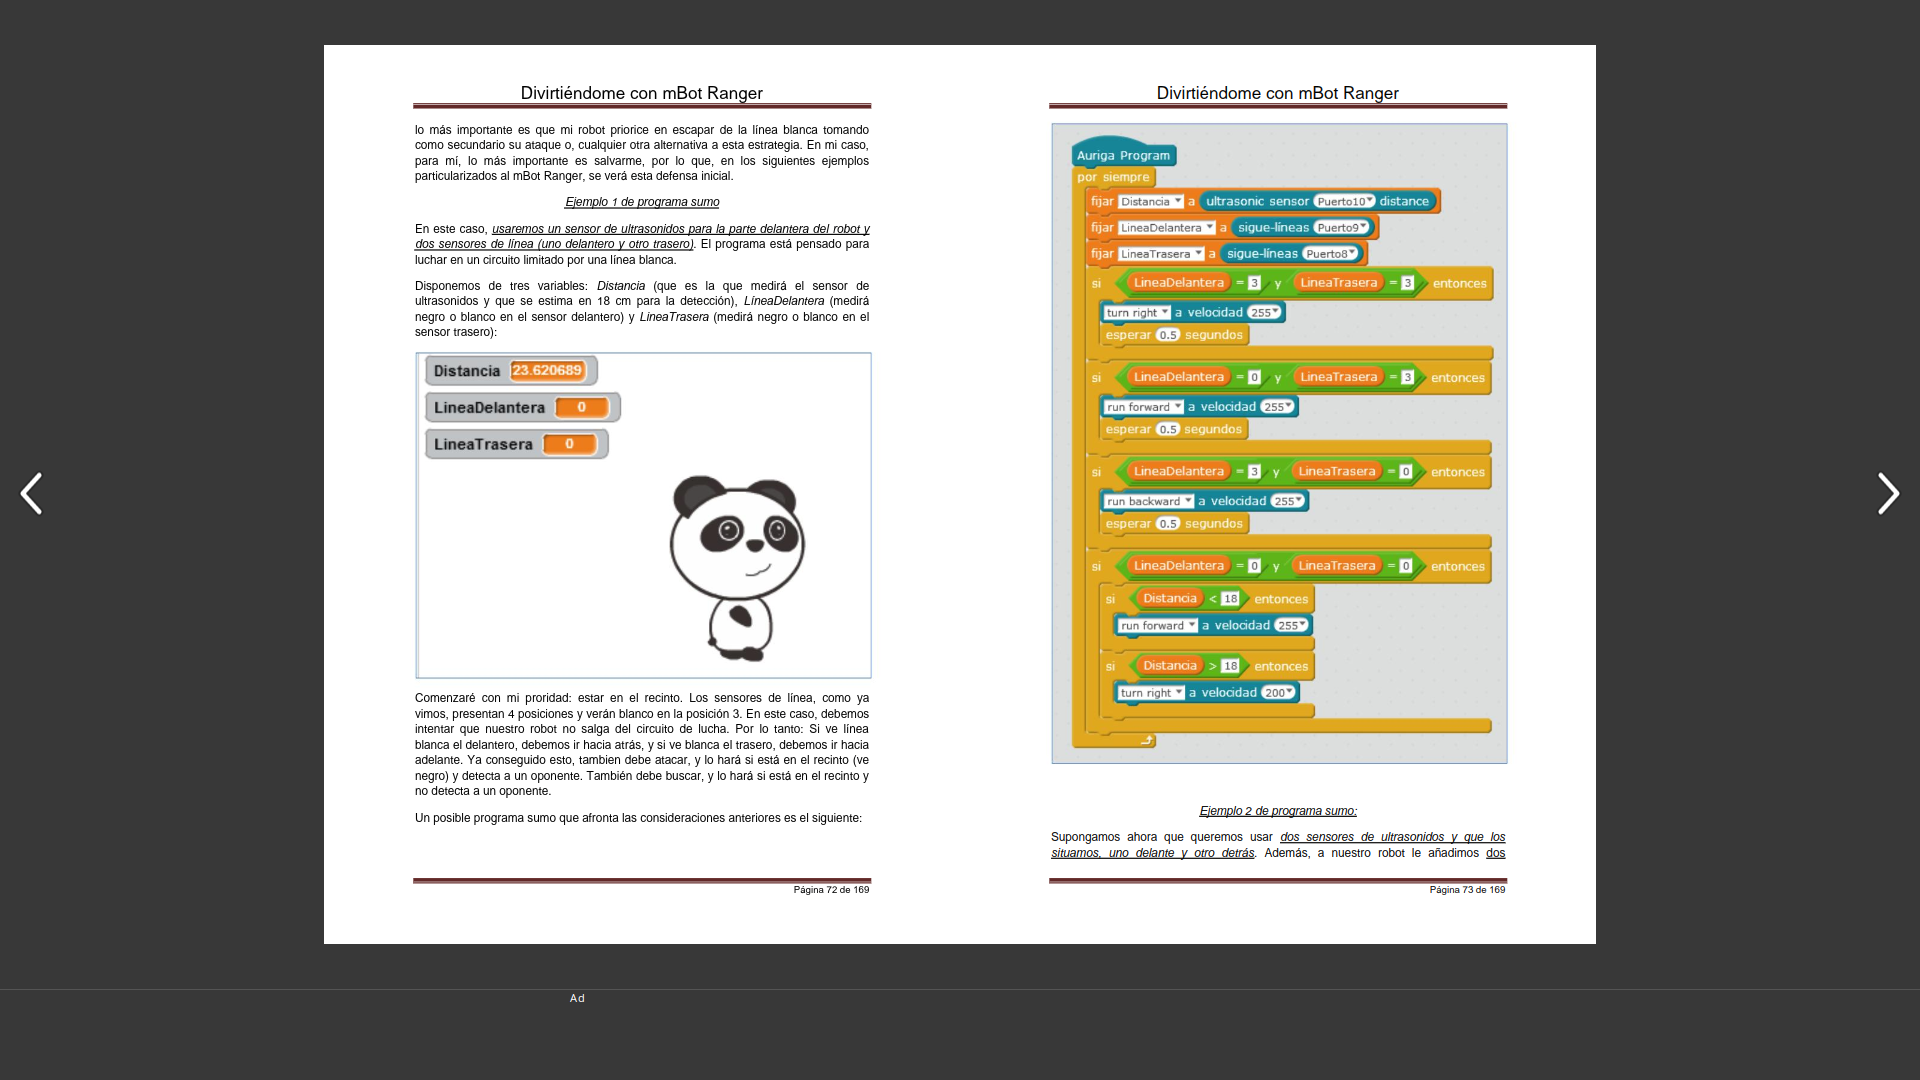 Divirtiéndome con mBot Ranger
lo más importante es que mi robot priorice en escapar de la línea blanca tomando
como secundario su ataque o, cualquier otra alternativa a esta estrategia. En mi caso,
para mí, lo más importante es salvarme, por lo que, en los siguientes ejemplos
particularizados al mBot Ranger, se verá esta defensa inicial.
Ejemplo 1 de programa sumo
En este caso, usaremos un sensor de ultrasonidos para la parte delantera del robot y
dos sensores de línea (uno delantero y otro trasero). El programa está pensado para
luchar en un circuito limitado por una línea blanca.
Disponemos de tres variables: Distancia (que es la que medirá el sensor de
ultrasonidos y que se estima en 18 cm para la detección), LíneaDelantera (medirá
negro o blanco en el sensor delantero) y LíneaTrasera (medirá negro o blanco en el
sensor trasero):
Distancia 23.620689
LineaDelantera 0
LineaTrasera 0
Comenzaré con mi proridad: estar en el recinto. Los sensores de línea, como ya
vimos, presentan 4 posiciones y verán blanco en la posición 3. En este caso, debemos
intentar que nuestro robot no salga del circuito de lucha. Por lo tanto: Si ve línea
blanca el delantero, debemos ir hacia atrás, y si ve blanca el trasero, debemos ir hacia
adelante. Ya conseguido esto, tambien debe atacar, y lo hará si está en el recinto (ve
negro) y detecta a un oponente. También debe buscar, y lo hará si está en el recinto y
no detecta a un oponente.
Un posible programa sumo que afronta las consideraciones anteriores es el siguiente:
Página 72 de 169
Divirtiéndome con mBot Ranger
Auriga Program
por siempre
fijar Distancia a ultrasonic sensor Puerto10 distance
fijar LineaDelantera a sigue-líneas Puerto9
fijar LineaTrasera a sigue-líneas Puerto8
si LineaDelantera = 3 y LineaTrasera = 3 entonces
turn right a velocidad 255
esperar 0.5 segundos
si LineaDelantera = 0 y LineaTrasera = 3 entonces
run forward a velocidad 255
esperar 0.5 segundos
si LineaDelantera = 3 y LineaTrasera = 0 entonces
run backward a velocidad 255
esperar 0.5 segundos
si LineaDelantera = 0 y LineaTrasera = 0 entonces
si Distancia < 18 entonces
run forward a velocidad 255
si Distancia > 18 entonces
turn right a velocidad 200
Ejemplo 2 de programa sumo:
Supongamos ahora que queremos usar dos sensores de ultrasonidos y que los
situamos, uno delante y otro detrás. Además, a nuestro robot le añadimos dos
Página 73 de 169
Ad